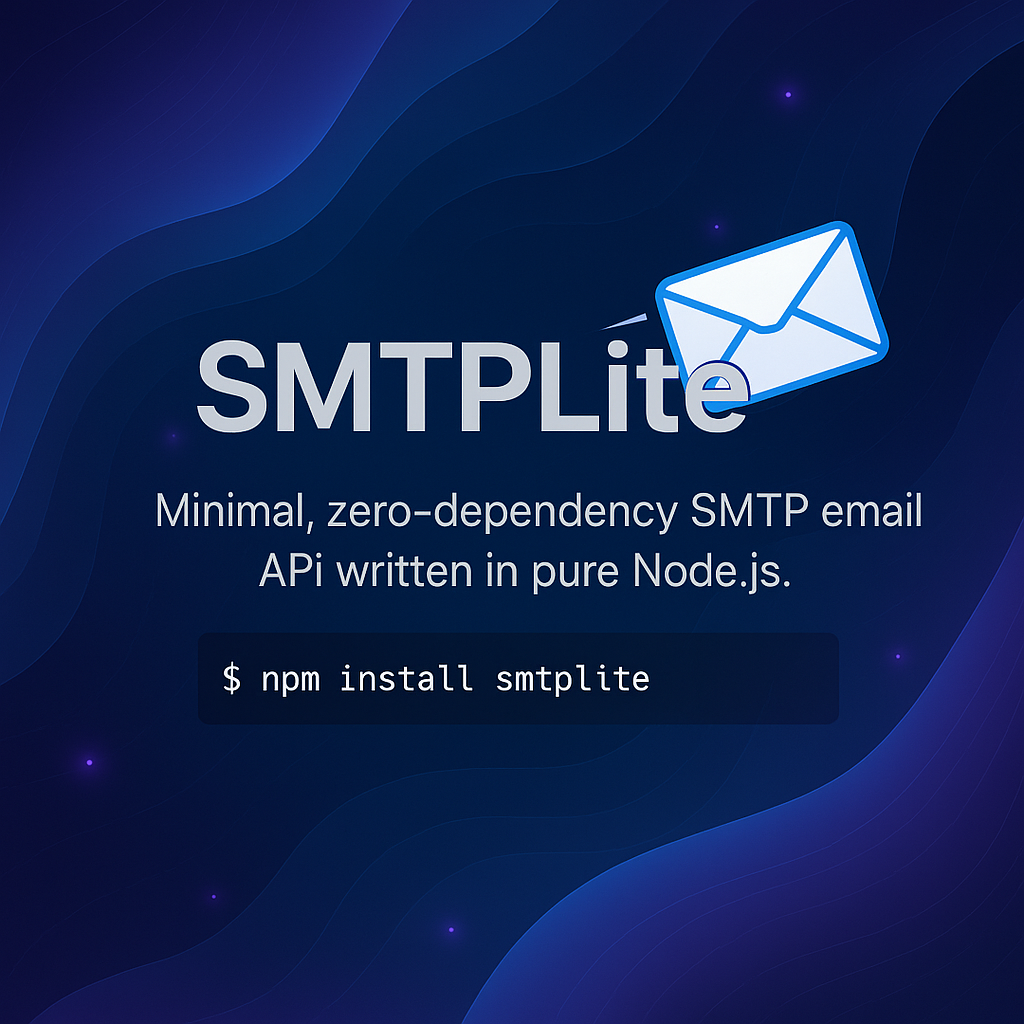 SMTPLite
Minimal, zero-dependency SMTP email
APi written in pure Node.js.
$ npm install smtplite